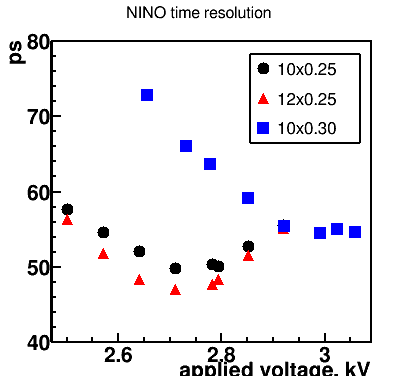 NINO time resolution
ps
80
70
60
50
40
10x0.25
12x0.25
10x0.30
2.6 2.8 3
applied voltage, kV